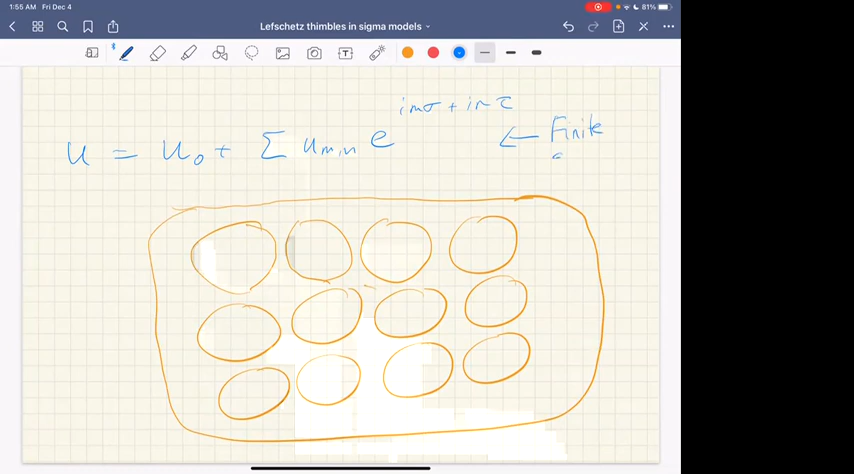 1:55 AM Fri Dec 4
81%
Lefschetz thimbles in sigma models
T
e^{imσ + inτ}
u = u₀ + Σ u_{m,n}
← Finite